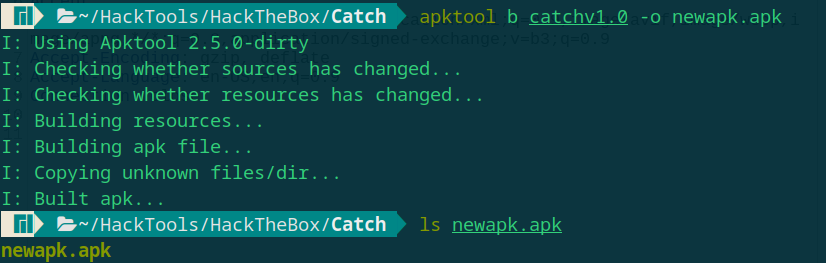 ~/HackTools/HackTheBox/Catch apktool b catchv1.0 -o newapk.apk
I: Using Apktool 2.5.0-dirty
I: Checking whether sources has changed...
I: Checking whether resources has changed...
I: Building resources...
I: Building apk file...
I: Copying unknown files/dir...
I: Built apk...
~/HackTools/HackTheBox/Catch ls newapk.apk
newapk.apk